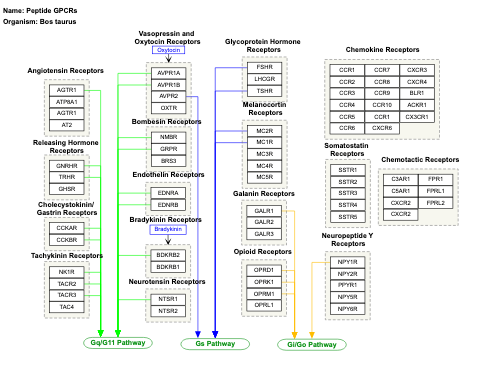 Name: Peptide GPCRs
Organism: Bos taurus
Angiotensin Receptors
AGTR1
ATP8A1
AGTR1
AT2
Releasing Hormone
Receptors
GNRHR
TRHR
GHSR
Cholecystokinin/
Gastrin Receptors
CCKAR
CCKBR
Tachykinin Receptors
NK1R
TACR2
TACR3
TAC4
Vasopressin and
Oxytocin Receptors
Oxytocin
AVPR1A
AVPR1B
AVPR2
OXTR
Bombesin Receptors
NMBR
GRPR
BRS3
Endothelin Receptors
EDNRA
EDNRB
Bradykinin Receptors
Bradykinin
BDKRB2
BDKRB1
Neurotensin Receptors
NTSR1
NTSR2
Glycoprotein Hormone
Receptors
FSHR
LHCGR
TSHR
Melanocortin
Receptors
MC2R
MC1R
MC3R
MC4R
MC5R
Galanin Receptors
GALR1
GALR2
GALR3
Opioid Receptors
OPRD1
OPRK1
OPRM1
OPRL1
Chemokine Receptors
CCR1 CCR7 CXCR3
CCR2 CCR8 CXCR4
CCR3 CCR9 BLR1
CCR4 CCR10 ACKR1
CCR5 CCR1 CX3CR1
CCR6 CXCR6
Somatostatin
Receptors
SSTR1
SSTR2
SSTR3
SSTR4
SSTR5
Chemotactic Receptors
C3AR1 FPR1
C5AR1 FPRL1
CXCR2 FPRL2
CXCR2
Neuropeptide Y
Receptors
NPY1R
NPY2R
PPYR1
NPY5R
NPY6R
Gq/G11 Pathway
Gs Pathway
Gi/Go Pathway